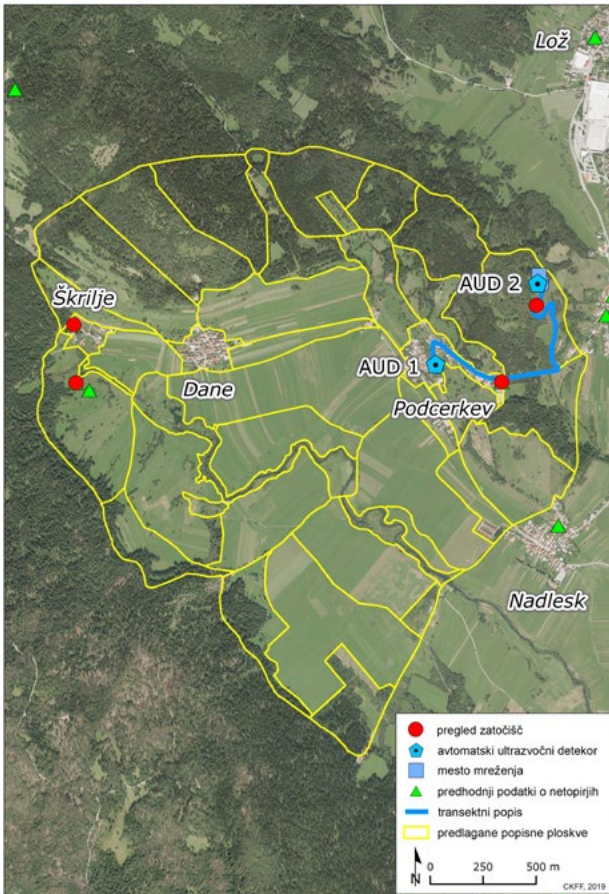 Lož
Škrilje
AUD 2
AUD 1
Dane
Podcerkev
Nadlesk
pregled zatočišč
avtomatski ultrazvočni detekor
mesto mreženja
predhodnji podatki o netopirjih
transektni popis
predlagane popisne ploskve
N
0 250 500 m
CKFF, 2019